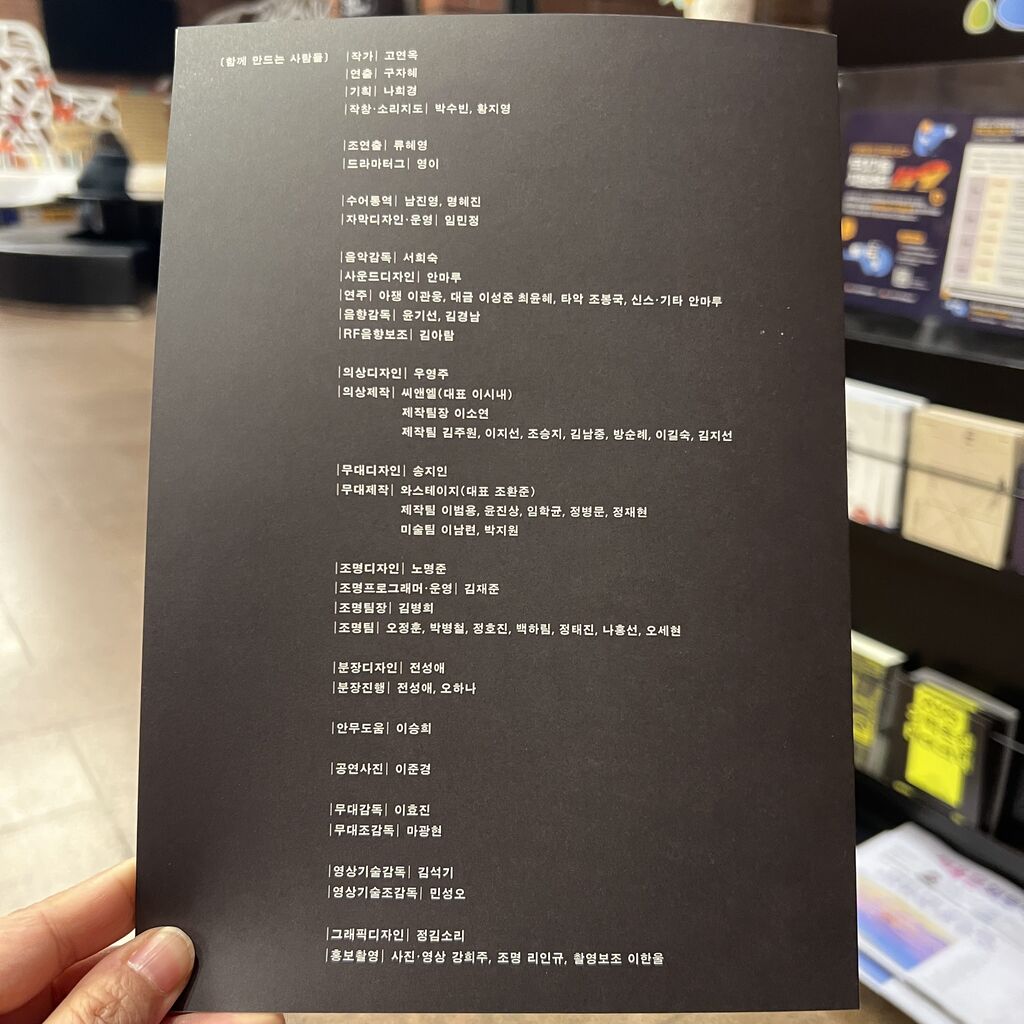 (함께 만드는 사람들) |작가| 고연옥
|연출| 구자혜
|기획| 나희경
|작창·소리지도| 박수빈, 황지영
|조연출| 류혜영
|드라마터그| 영이
|수어통역| 남진영, 명혜진
|자막디자인·운영| 임민정
|음악감독| 서희숙
|사운드디자인| 안마루
|연주| 아쟁 이관웅, 대금 이성준 최윤혜, 타악 조봉국, 신스·기타 안마루
|음향감독| 윤기선, 김경남
|RF음향보조| 김아람
|의상디자인| 우영주
|의상제작| 씨앤엘(대표 이시내)
제작팀장 이소연
제작팀 김주원, 이지선, 조승지, 김남중, 방순례, 이길숙, 김지선
|무대디자인| 송지인
|무대제작| 와스테이지(대표 조환준)
제작팀 이범용, 윤진상, 임학균, 정병문, 정재현
미술팀 이남련, 박지원
|조명디자인| 노명준
|조명프로그래머·운영| 김재준
|조명팀장| 김병희
|조명팀| 오정훈, 박병철, 정호진, 백하림, 정태진, 나홍선, 오세현
|분장디자인| 전성애
|분장진행| 전성애, 오하나
|안무도움| 이승희
|공연사진| 이준경
|무대감독| 이효진
|무대조감독| 마광현
|영상기술감독| 김석기
|영상기술조감독| 민성오
|그래픽디자인| 정김소리
|홍보촬영| 사진·영상 강희주, 조명 리인규, 촬영보조 이한울